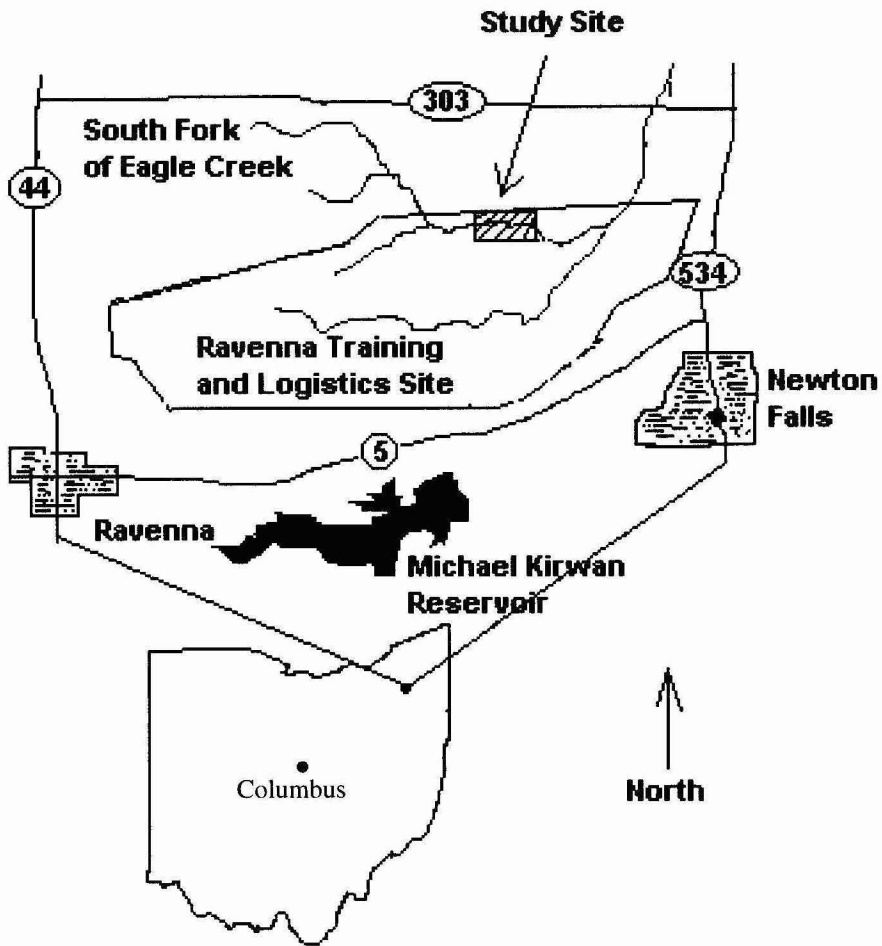 Study Site
303
South Fork
of Eagle Creek
44
534
Ravenna Training
and Logistics Site
Newton
Falls
5
Ravenna
Michael Kirwan
Reservoir
Columbus
North